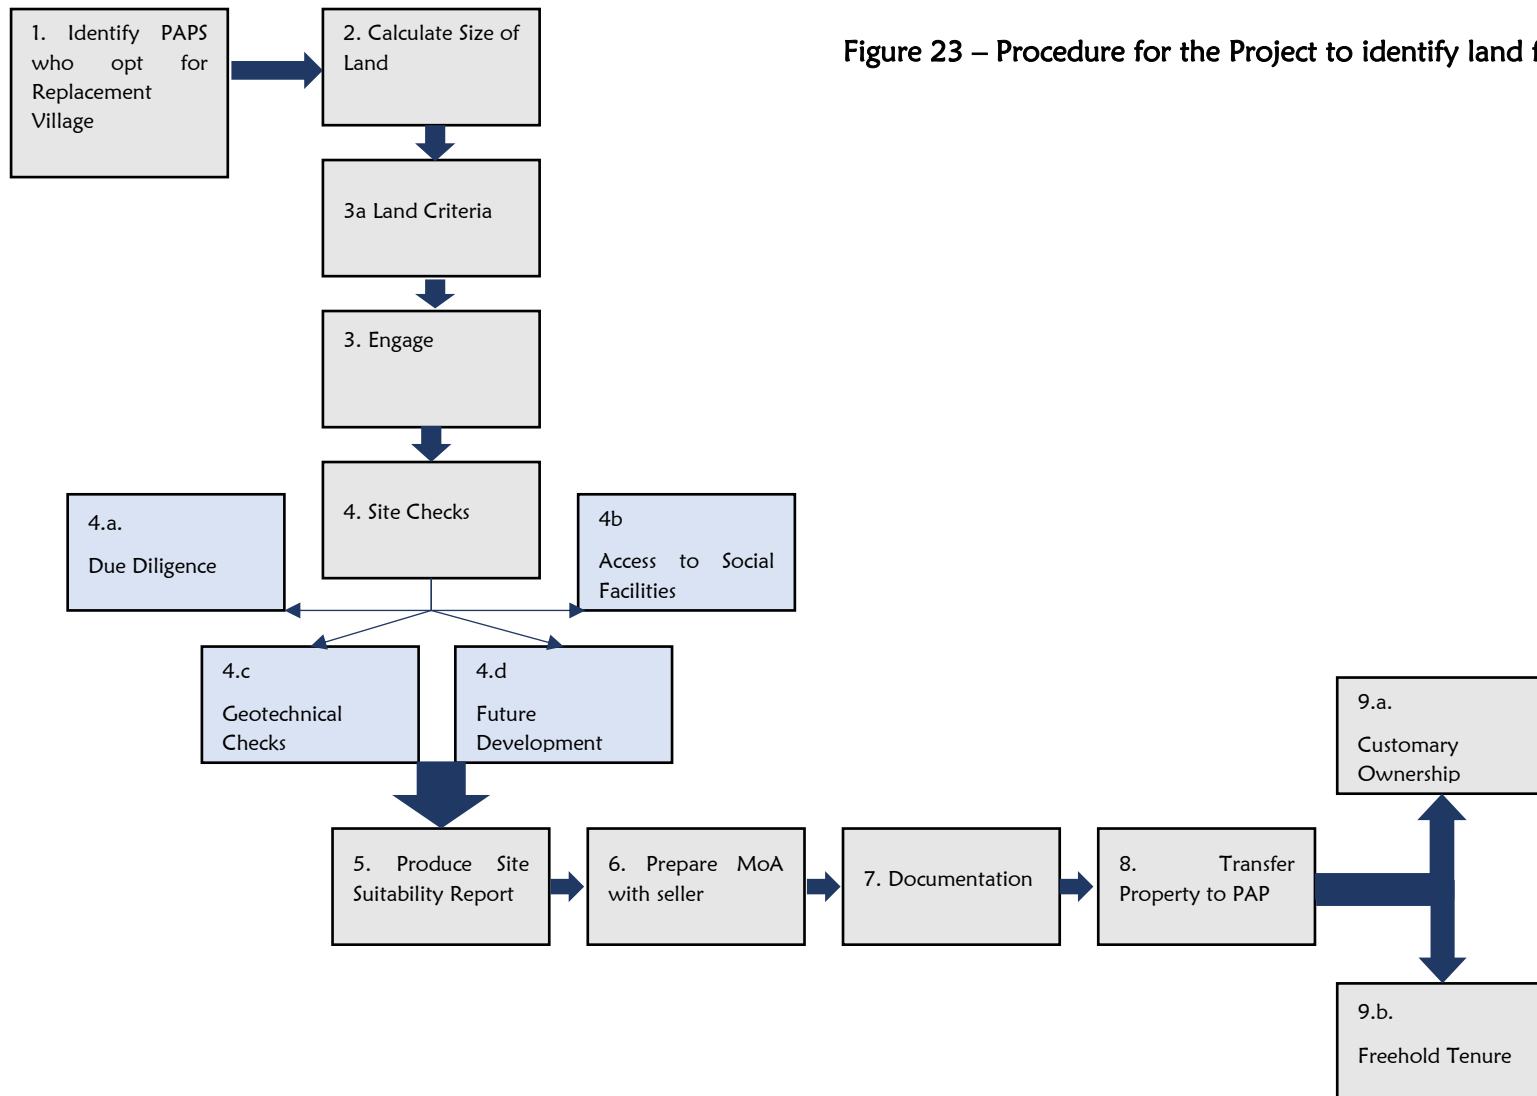 1. Identify PAPS
who opt for
Replacement
Village
2. Calculate Size of
Land
Figure 23 – Procedure for the Project to identify land f
3a Land Criteria
3. Engage
4. Site Checks
4.a.
Due Diligence
4b
Access to Social
Facilities
4.c
Geotechnical
Checks
4.d
Future
Development
5. Produce Site
Suitability Report
6. Prepare MoA
with seller
7. Documentation
8. Transfer
Property to PAP
9.a.
Customary
Ownership
9.b.
Freehold Tenure